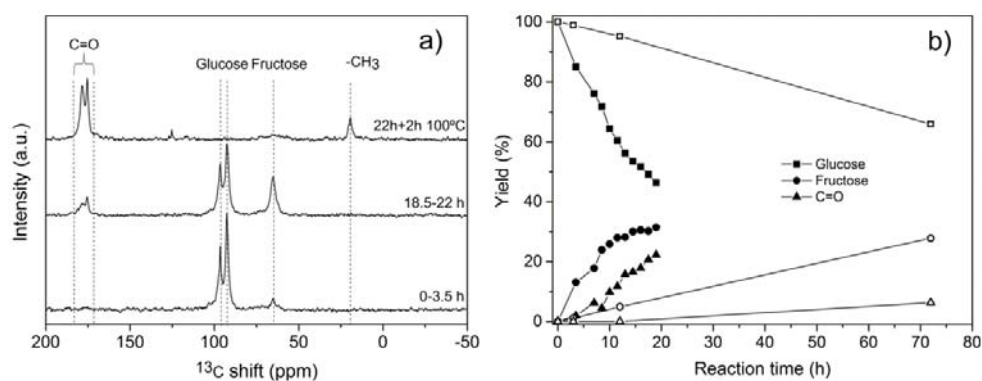 a)
C=O
Glucose Fructose
-CH3
22h+2h 100ºC
18.5-22 h
0-3.5 h
Intensity (a.u.)
200 150 100 50 0 -50
13C shift (ppm)
b)
100
80
60
40
20
0
Yield (%)
Glucose
Fructose
C=O
0 10 20 30 40 50 60 70 80
Reaction time (h)